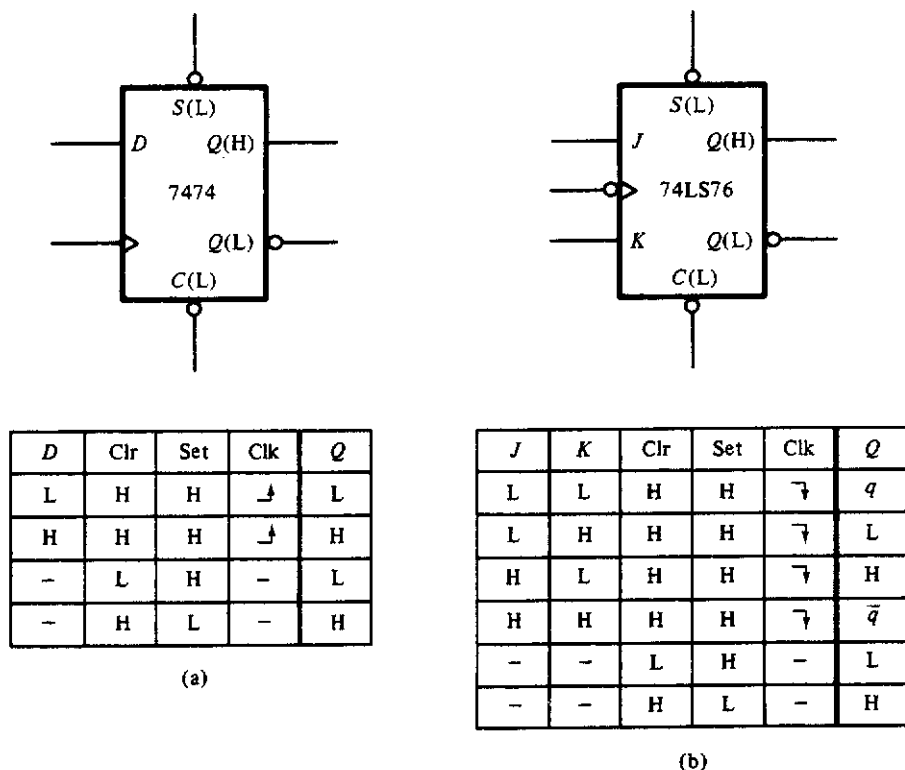 S(L)
D Q(H)
7474
Q(L)
C(L)
S(L)
J Q(H)
74LS76
K Q(L)
C(L)
D Clr Set Clk Q
L H H L
H H H H
– L H – L
– H L – H
(a)
J K Clr Set Clk Q
L L H H q
L H H H L
H L H H H
H H H H q̄
– – L H – L
– – H L – H
(b)